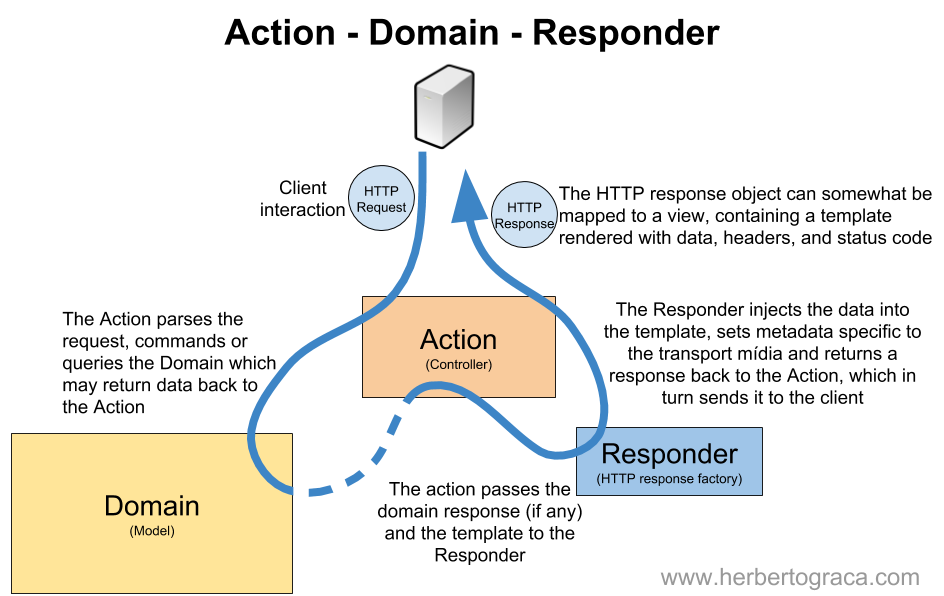 Action - Domain - Responder
Client
interaction
HTTP
Request
HTTP
Response
The HTTP response object can somewhat be
mapped to a view, containing a template
rendered with data, headers, and status code
The Action parses the
request, commands or
queries the Domain which
may return data back to
the Action
Action
(Controller)
The Responder injects the data into
the template, sets metadata specific to
the transport mídia and returns a
response back to the Action, which in
turn sends it to the client
Domain
(Model)
Responder
(HTTP response factory)
The action passes the
domain response (if any)
and the template to the
Responder
www.herbertograca.com